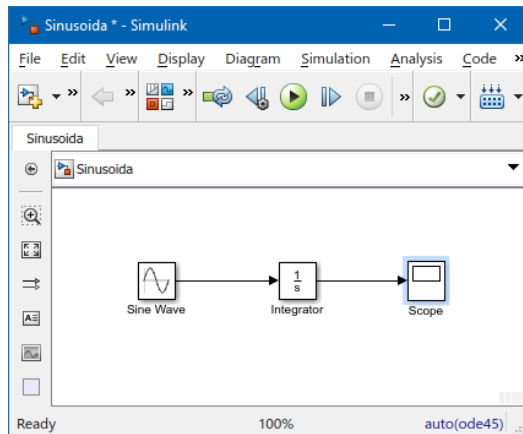 Sinusoida * - Simulink
File Edit View Display Diagram Simulation Analysis Code »
» » »
Sinusoida
Sinusoida
1
s
Sine Wave Integrator Scope
Ready 100% auto(ode45)